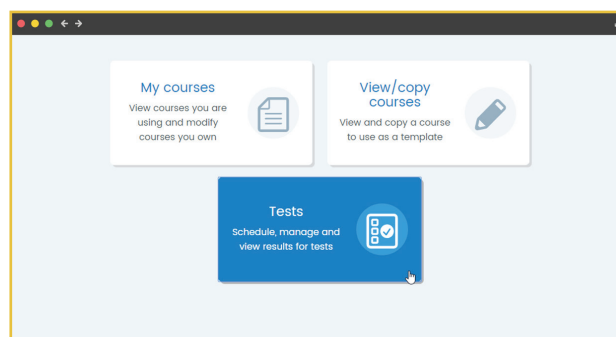 My courses
View courses you are
using and modify
courses you own
View/copy
courses
View and copy a course
to use as a template
Tests
Schedule, manage and
view results for tests